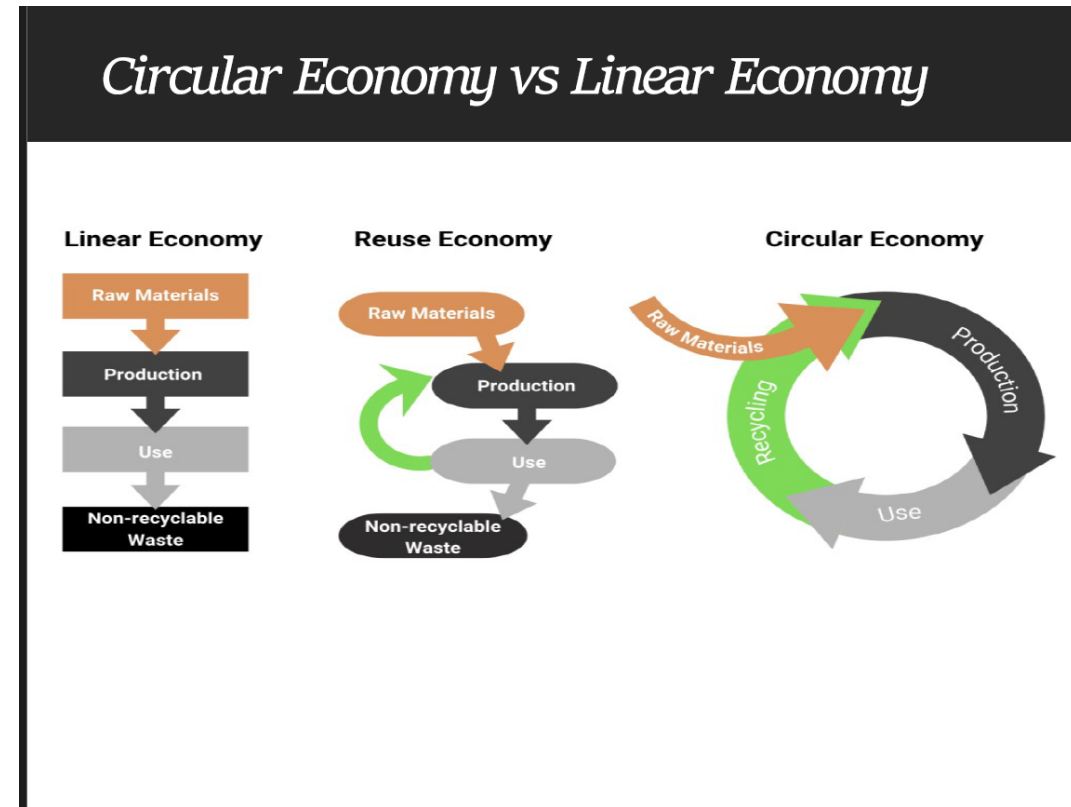 Circular Economy vs Linear Economy
Linear Economy
Raw Materials
Production
Use
Non-recyclable
Waste
Reuse Economy
Raw Materials
Production
Use
Non-recyclable
Waste
Circular Economy
Raw Materials
Production
Use
Recycling